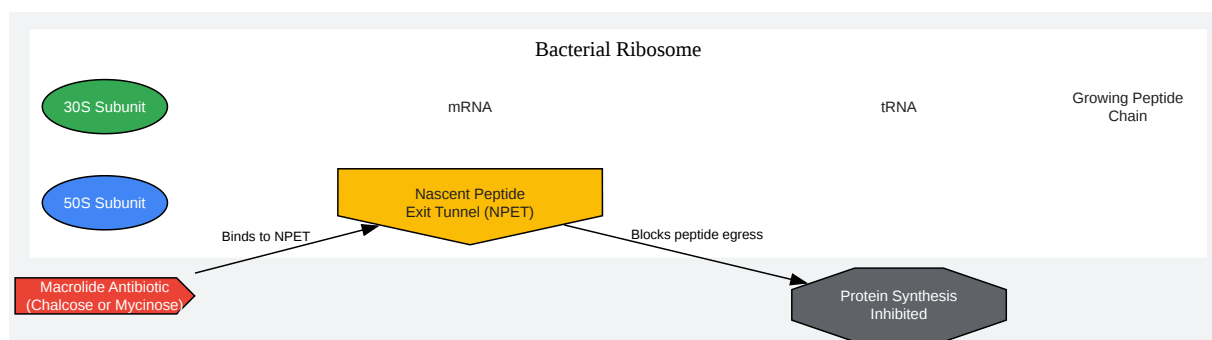 Bacterial Ribosome
30S Subunit
mRNA
tRNA
Growing Peptide
Chain
50S Subunit
Nascent Peptide
Exit Tunnel (NPET)
Binds to NPET
Blocks peptide egress
Macrolide Antibiotic
(Chalcose or Mycinose)
Protein Synthesis
Inhibited